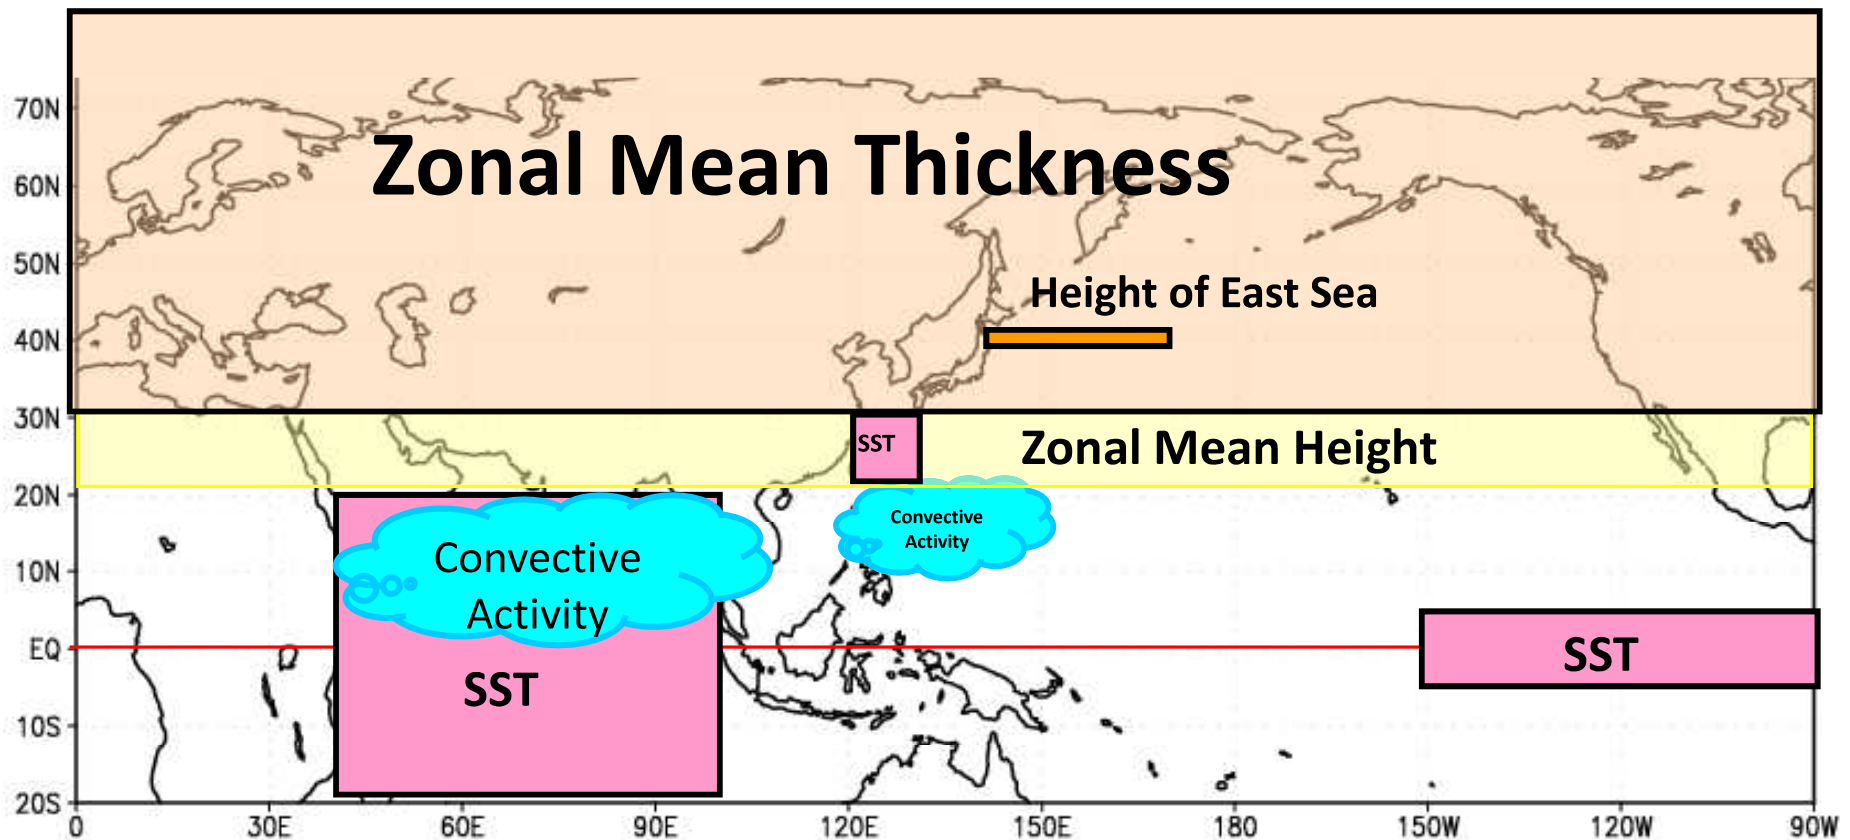 70N
Zonal Mean Thickness
60N
50N
Height of East Sea
40N
30N
SST
Zonal Mean Height
20N
Convective
Activity
Convective
Activity
10N
EQ
SST
SST
10S
20S
0 30E 60E 90E 120E 150E 180 150W 120W 90W